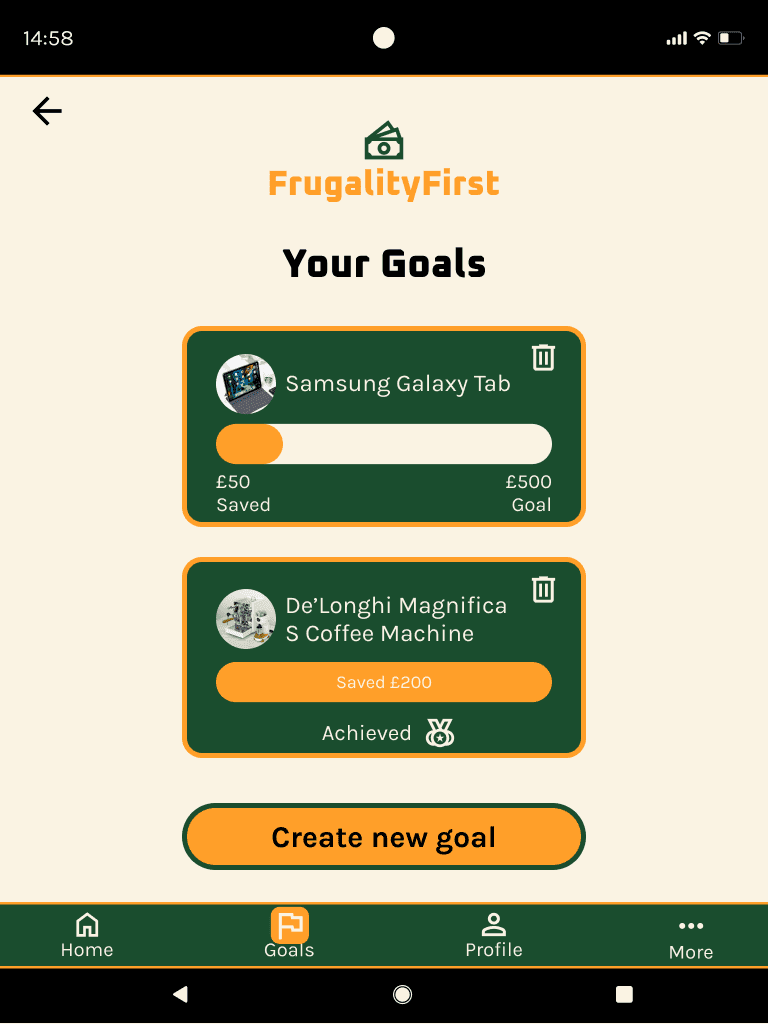 14:58
FrugalityFirst
Your Goals
Samsung Galaxy Tab
£50
Saved
£500
Goal
De’Longhi Magnifica
S Coffee Machine
Saved £200
Achieved
Create new goal
Home
Goals
Profile
More